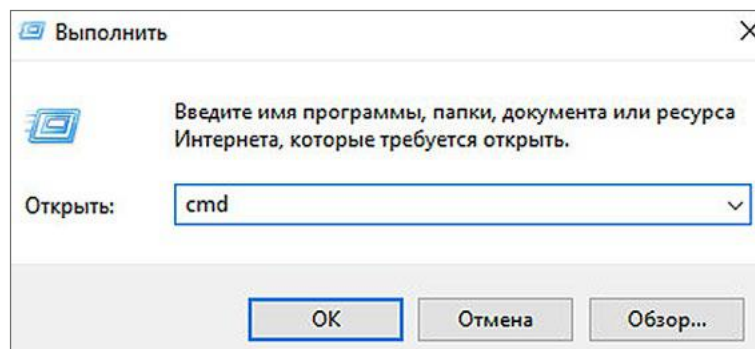 Выполнить
Введите имя программы, папки, документа или ресурса
Интернета, которые требуется открыть.
Открыть: cmd
OK Отмена Обзор...